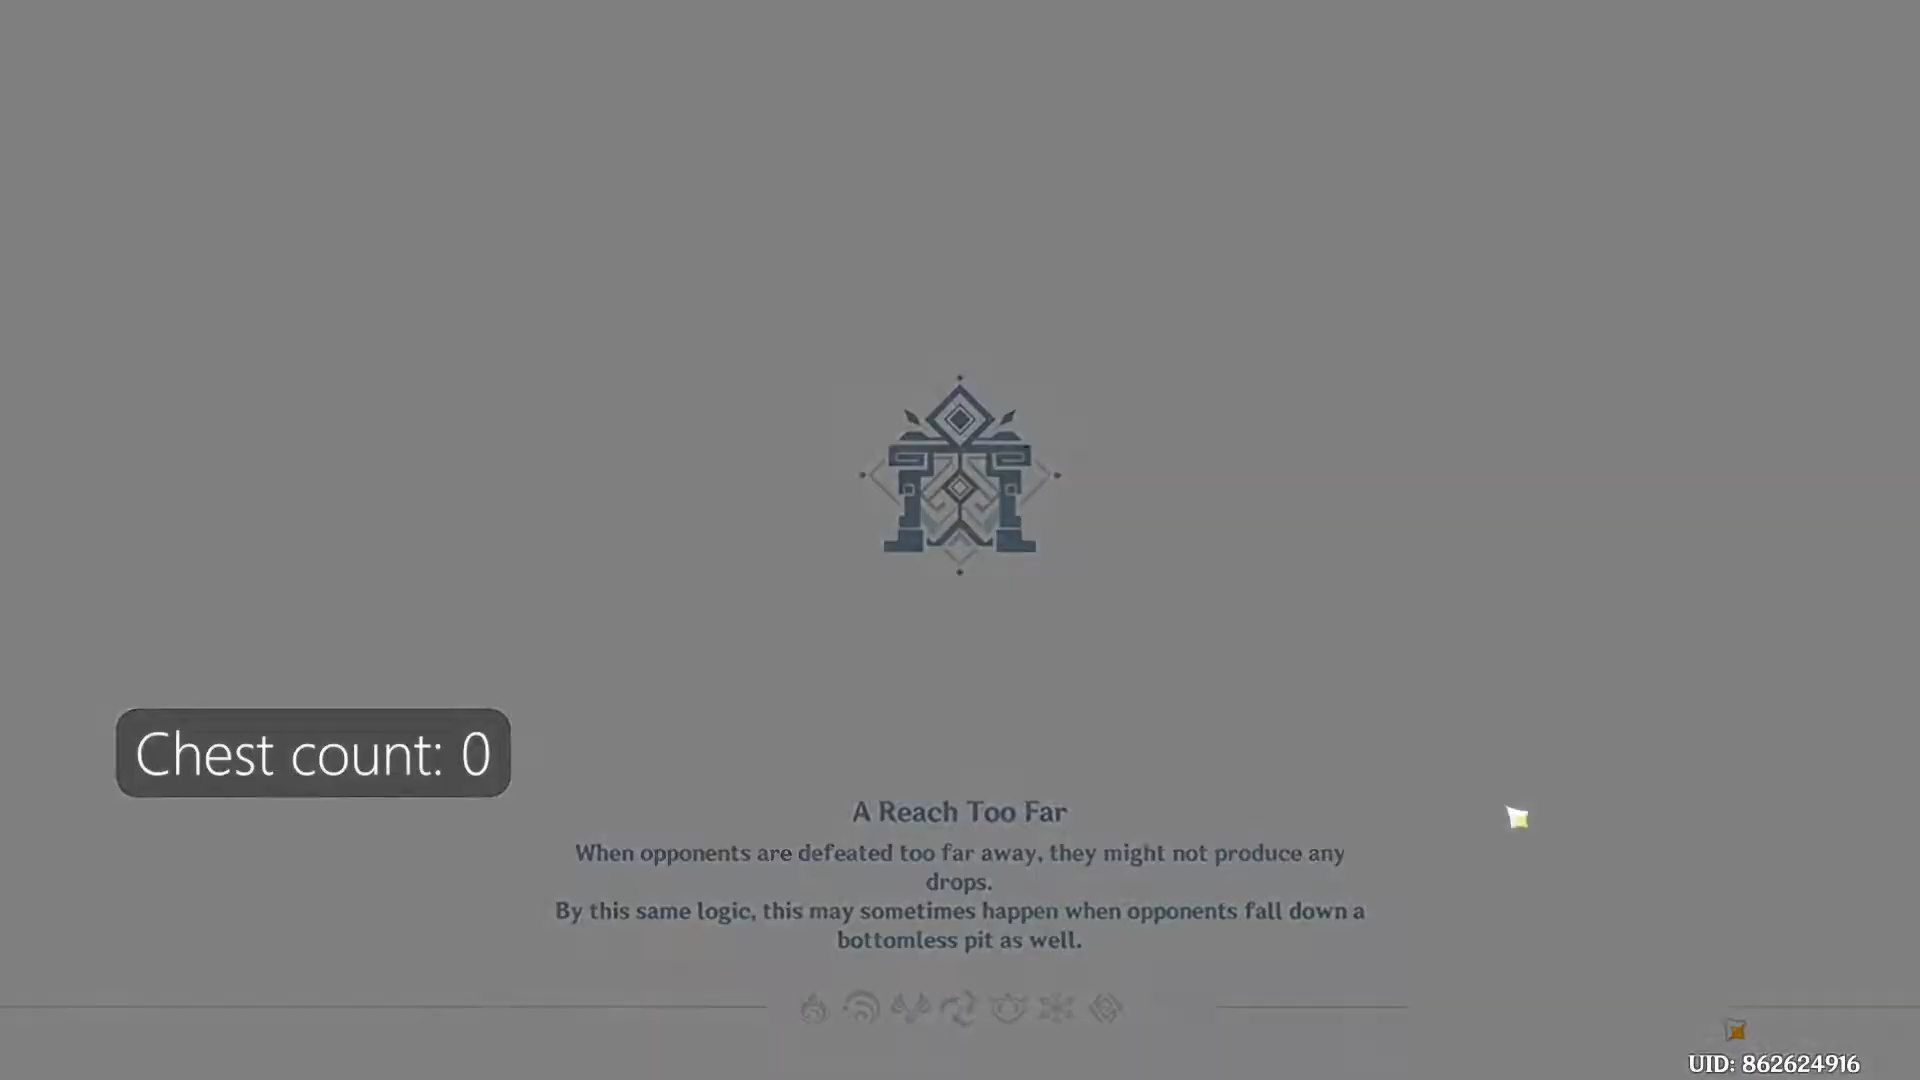 Chest count: 0
A Reach Too Far
When opponents are defeated too far away, they might not produce any
drops.
By this same logic, this may sometimes happen when opponents fall down a
bottomless pit as well.
UID: 862624916